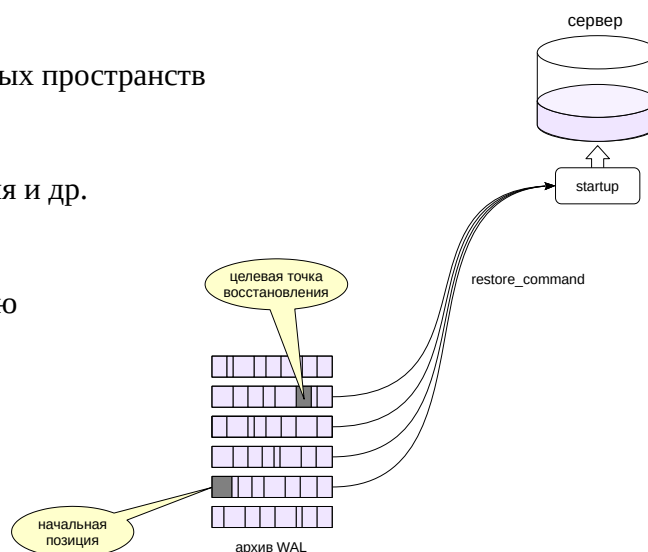 сервер
ых пространств
я и др.
startup
целевая точка
восстановления
restore_command
ю
начальная
позиция
архив WAL